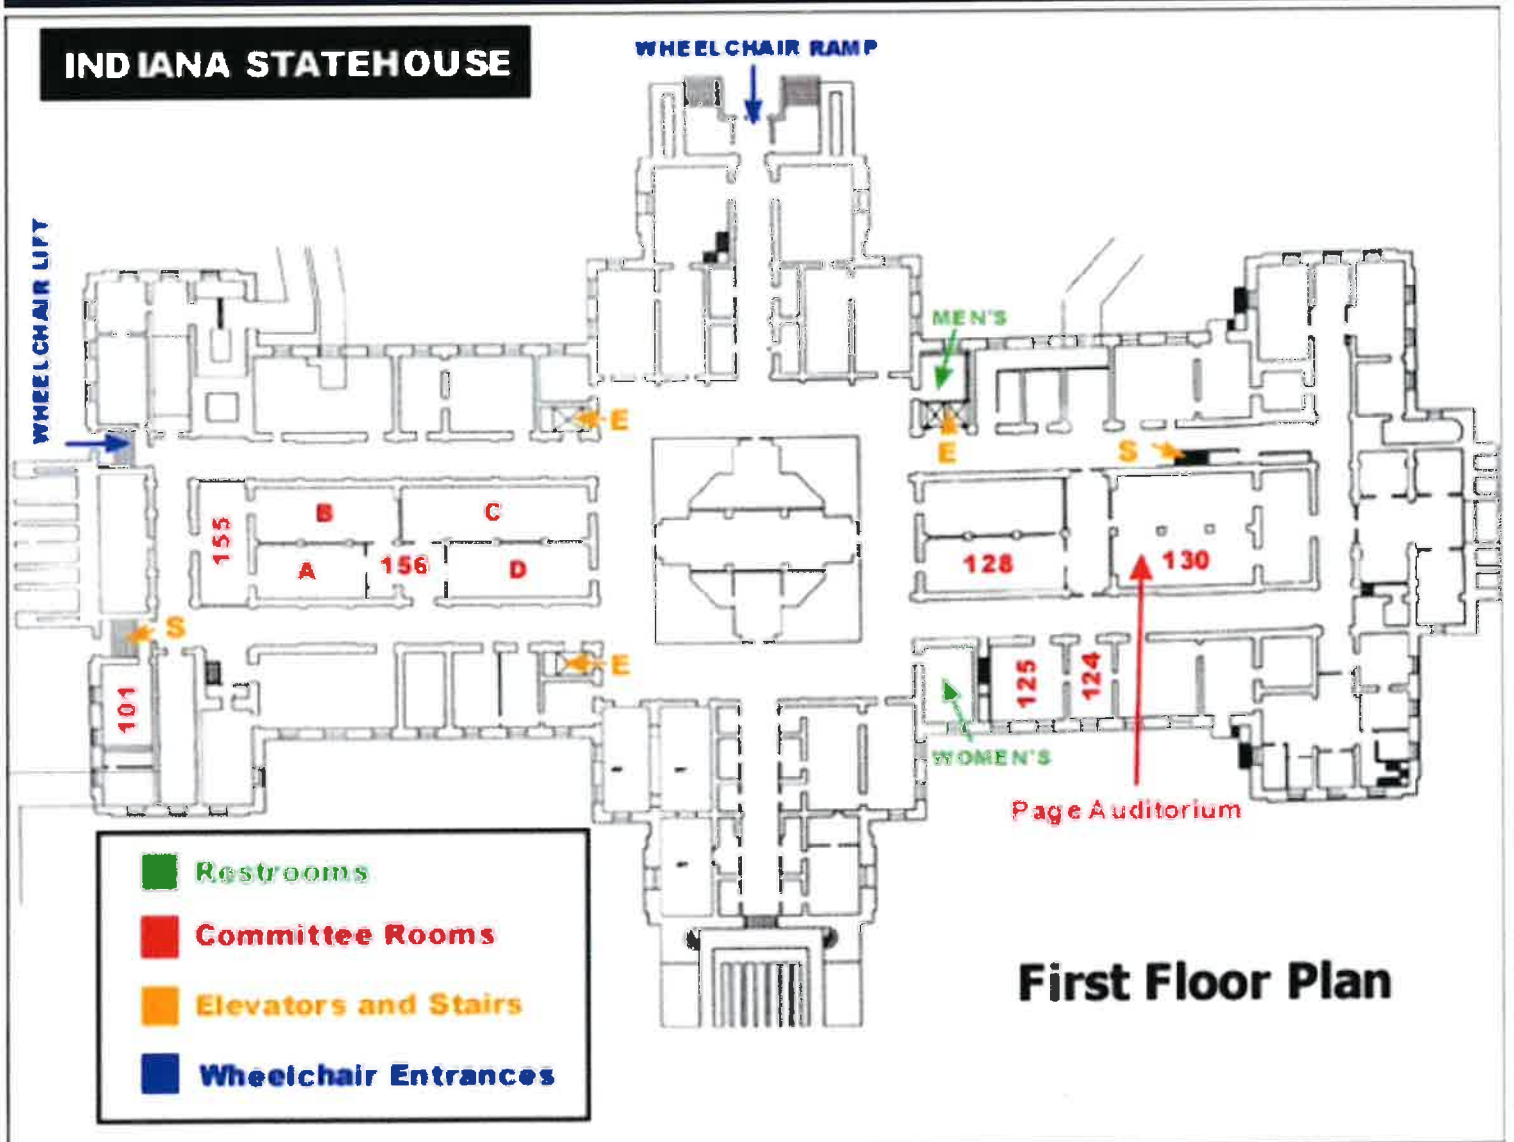 INDIANA STATEHOUSE
WHEELCHAIR RAMP
WHEELCHAIR LIFT
MEN'S
E
E
S
155
B
C
A
156
D
128
130
S
E
101
125
124
WOMEN'S
Page Auditorium
Restrooms
Committee Rooms
Elevators and Stairs
Wheelchair Entrances
First Floor Plan